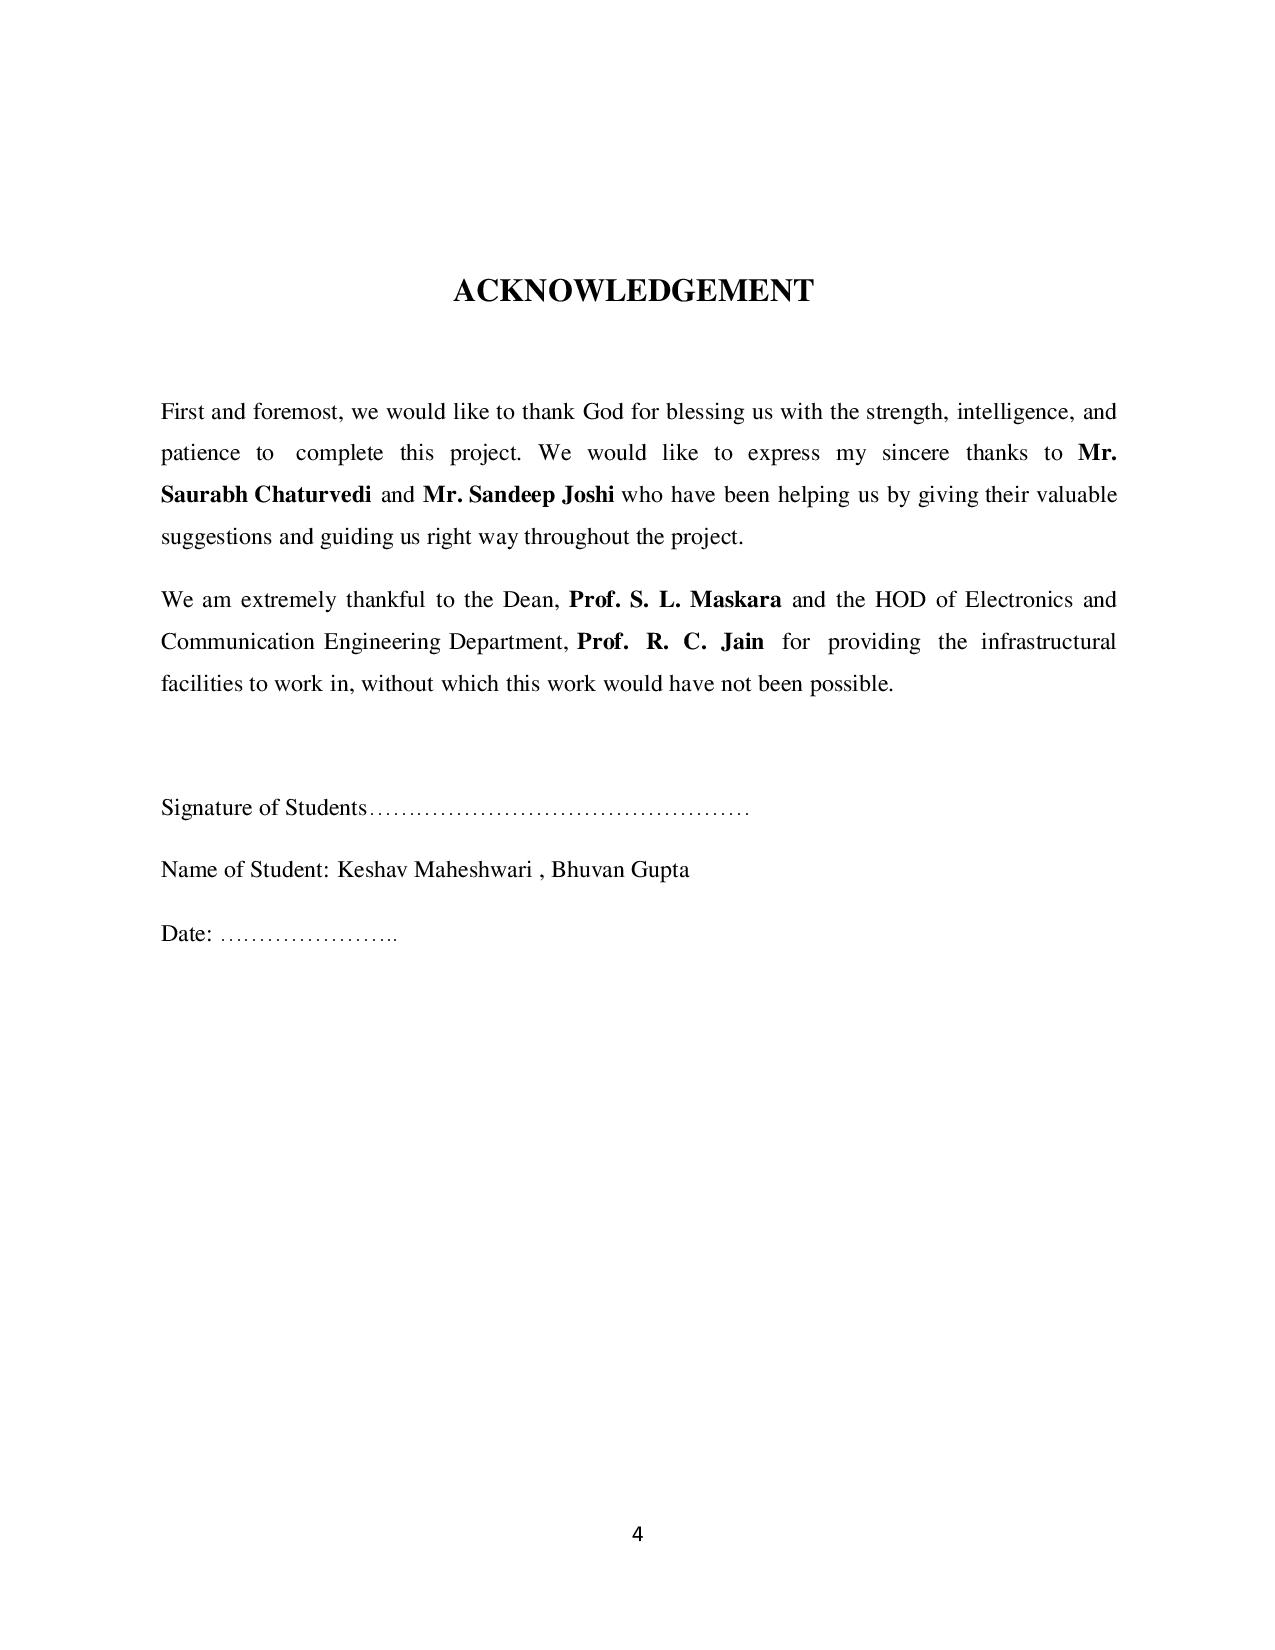 ACKNOWLEDGEMENT
First and foremost, we would like to thank God for blessing us with the strength, intelligence, and
patience to complete this project. We would like to express my sincere thanks to Mr.
Saurabh Chaturvedi and Mr. Sandeep Joshi who have been helping us by giving their valuable
suggestions and guiding us right way throughout the project.
We am extremely thankful to the Dean, Prof. S. L. Maskara and the HOD of Electronics and
Communication Engineering Department, Prof. R. C. Jain for providing the infrastructural
facilities to work in, without which this work would have not been possible.
Signature of Students…………………………………………
Name of Student: Keshav Maheshwari , Bhuvan Gupta
Date: …………………..
4